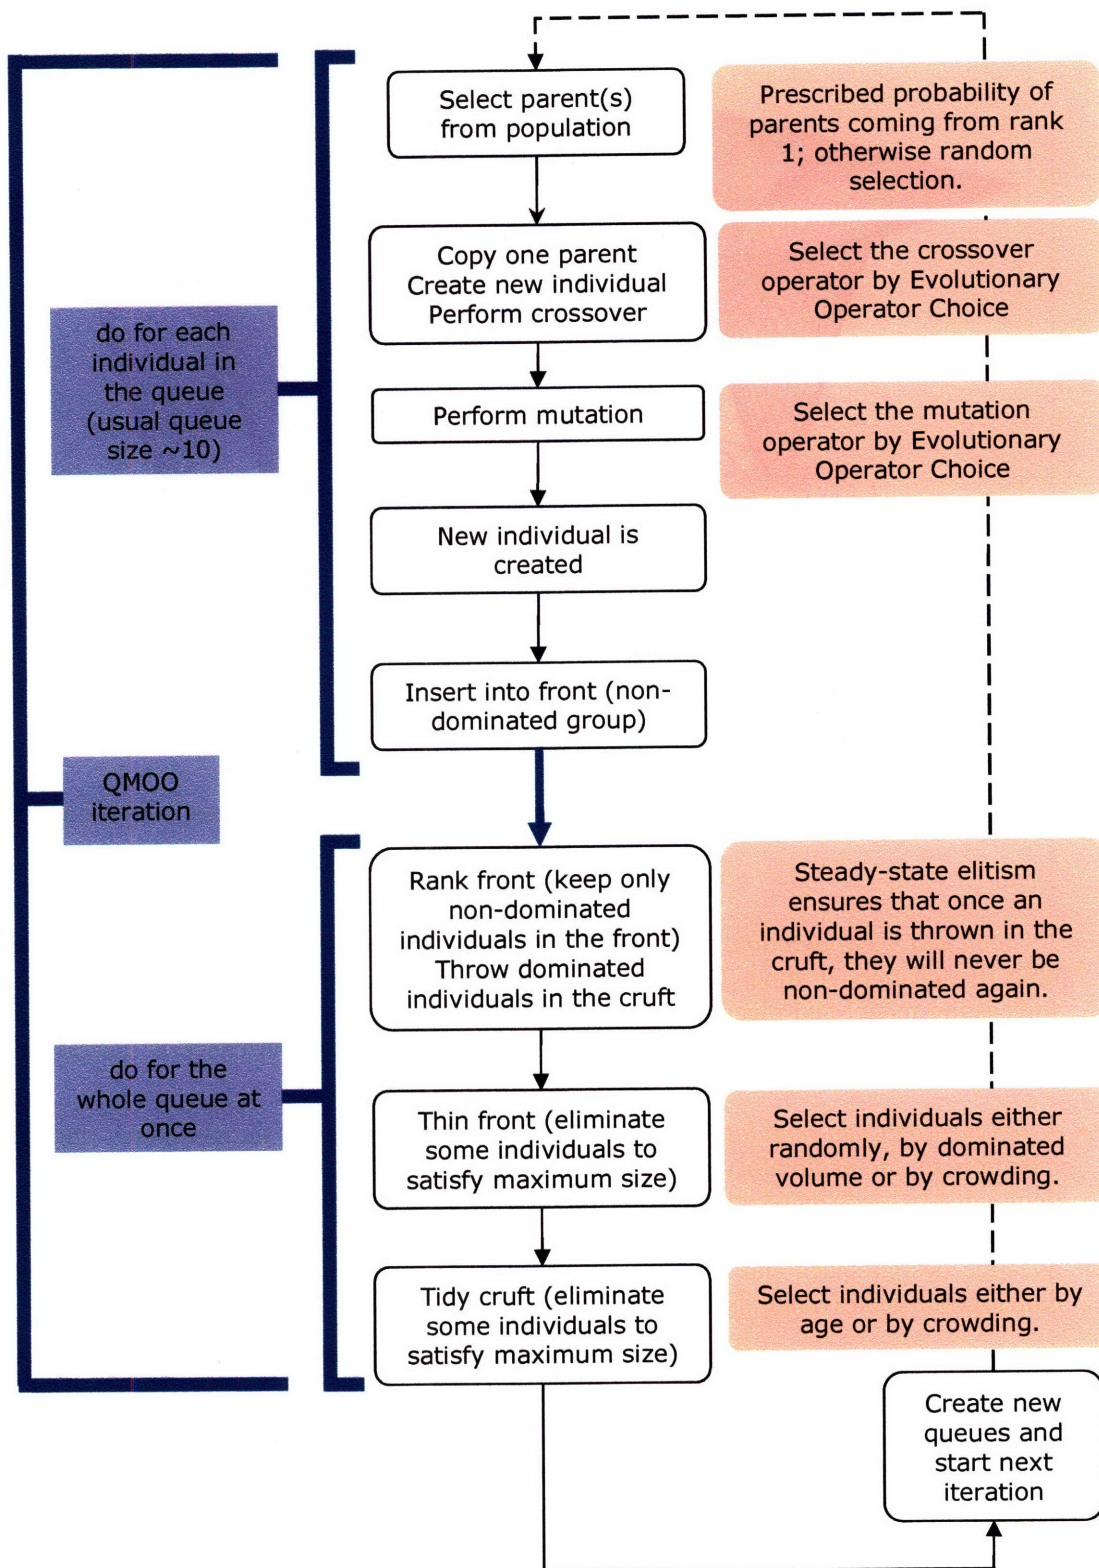 Select parent(s)
from population
Prescribed probability of
parents coming from rank
1; otherwise random
selection.
Copy one parent
Create new individual
Perform crossover
Select the crossover
operator by Evolutionary
Operator Choice
do for each
individual in
the queue
(usual queue
size ~10)
Perform mutation
Select the mutation
operator by Evolutionary
Operator Choice
New individual is
created
Insert into front (non-
dominated group)
QMOO
iteration
Rank front (keep only
non-dominated
individuals in the front)
Throw dominated
individuals in the cruft
Steady-state elitism
ensures that once an
individual is thrown in the
cruft, they will never be
non-dominated again.
do for the
whole queue at
once
Thin front (eliminate
some individuals to
satisfy maximum size)
Select individuals either
randomly, by dominated
volume or by crowding.
Tidy cruft (eliminate
some individuals to
satisfy maximum size)
Select individuals either by
age or by crowding.
Create new
queues and
start next
iteration